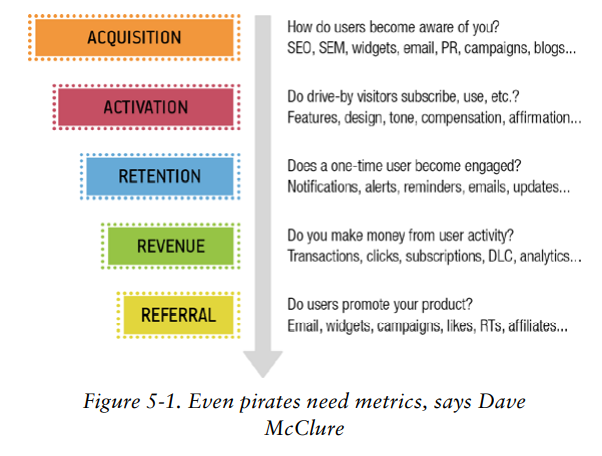 ACQUISITION
How do users become aware of you?
SEO, SEM, widgets, email, PR, campaigns, blogs...
ACTIVATION
Do drive-by visitors subscribe, use, etc.?
Features, design, tone, compensation, affirmation...
RETENTION
Does a one-time user become engaged?
Notifications, alerts, reminders, emails, updates...
REVENUE
Do you make money from user activity?
Transactions, clicks, subscriptions, DLC, analytics...
REFERRAL
Do users promote your product?
Email, widgets, campaigns, likes, RTs, affiliates...
Figure 5-1. Even pirates need metrics, says Dave
McClure